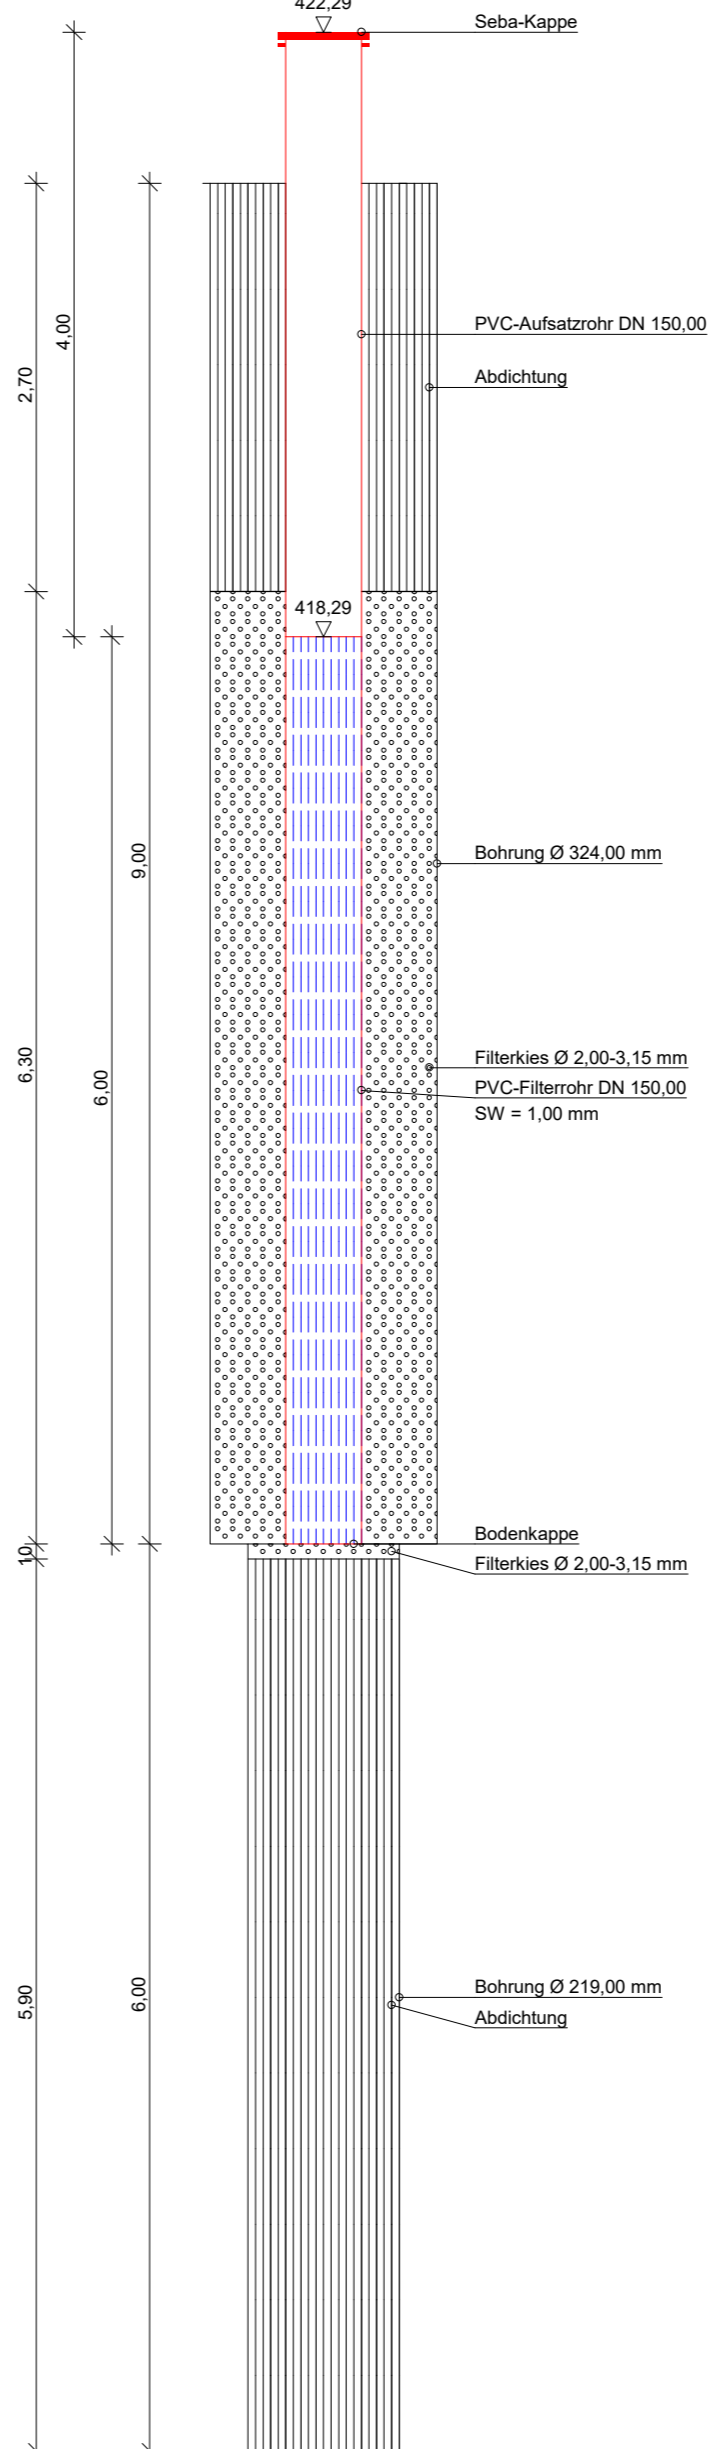 422,29
Seba-Kappe
4,00
PVC-Aufsatzrohr DN 150,00
2,70
Abdichtung
418,29
9,00
Bohrung Ø 324,00 mm
6,30
6,00
Filterkies Ø 2,00-3,15 mm
PVC-Filterrohr DN 150,00
SW = 1,00 mm
Bodenkappe
10
Filterkies Ø 2,00-3,15 mm
5,90
6,00
Bohrung Ø 219,00 mm
Abdichtung